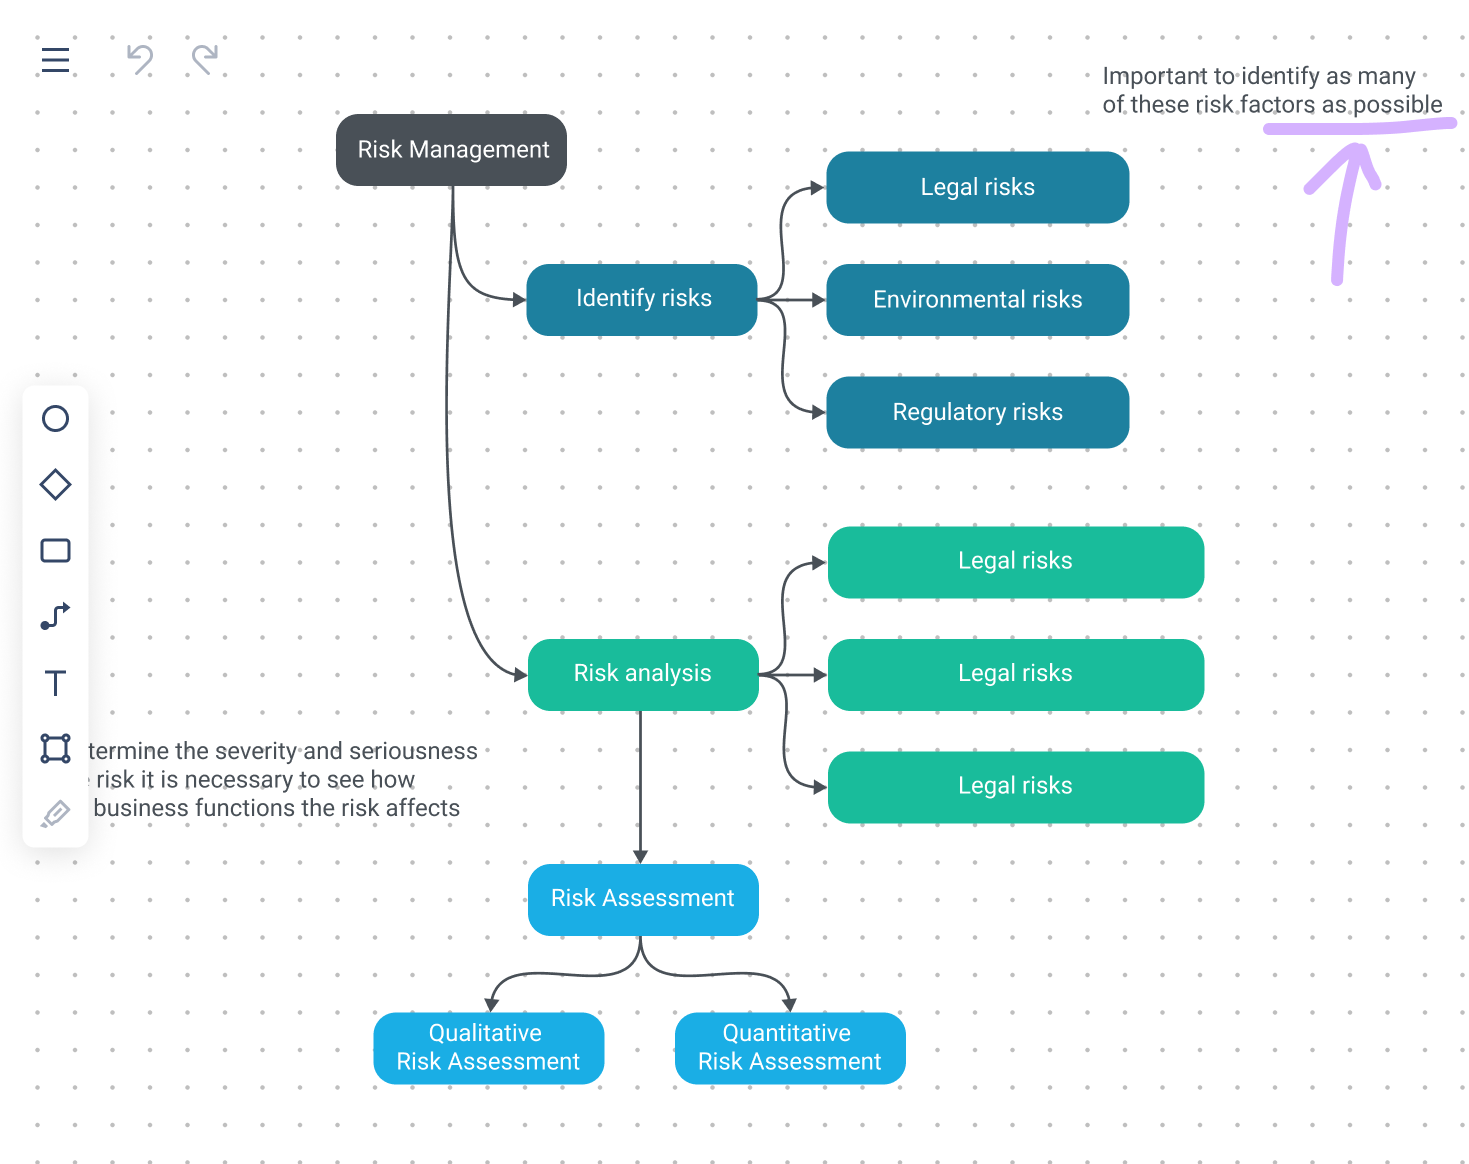 Important to identify as many
of these risk factors as possible
Risk Management
Legal risks
Identify risks
Environmental risks
Regulatory risks
Legal risks
Risk analysis
Legal risks
Legal risks
termine the severity and seriousness
risk it is necessary to see how
business functions the risk affects
Risk Assessment
Qualitative
Risk Assessment
Quantitative
Risk Assessment